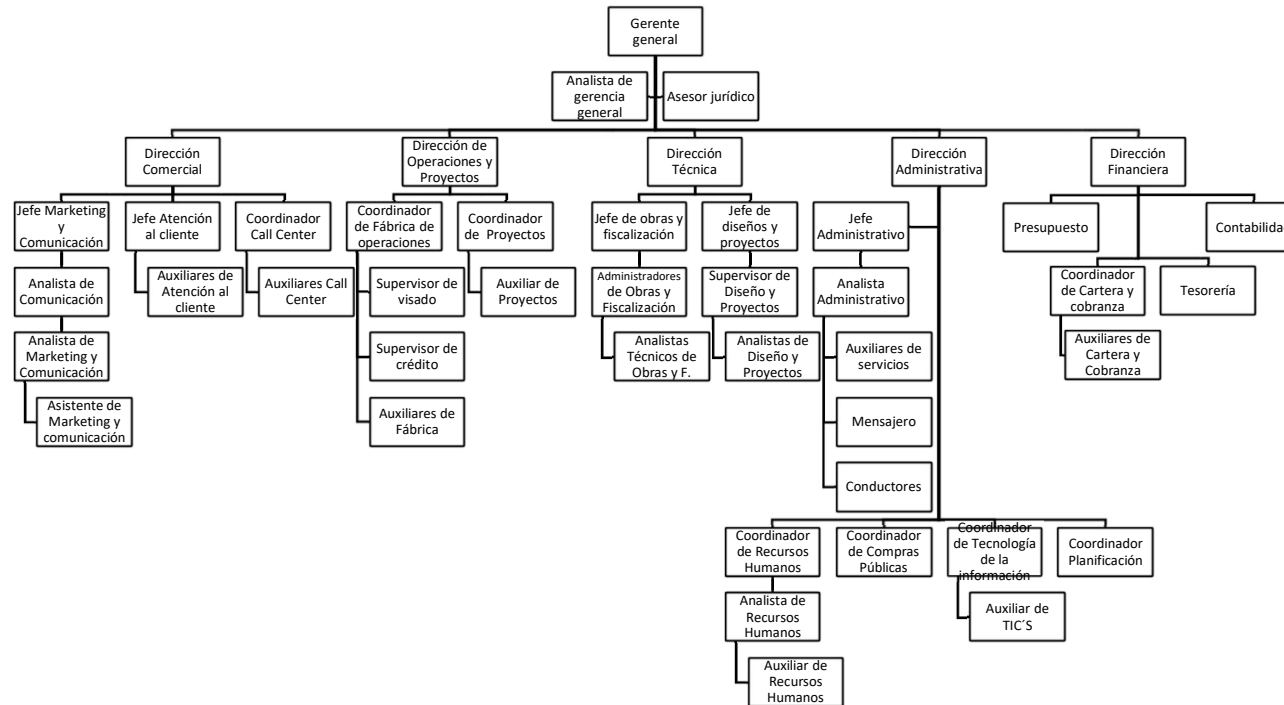 Gerente
general
Analista de
gerencia
general
Asesor jurídico
Dirección
Comercial
Dirección de
Operaciones y
Proyectos
Dirección
Técnica
Dirección
Administrativa
Dirección
Financiera
Jefe Marketing
y
Comunicación
Jefe Atención
al cliente
Coordinador
Call Center
Coordinador
de Fábrica de
operaciones
Coordinador
de Proyectos
Jefe de obras y
fiscalización
Jefe de
diseños y
proyectos
Jefe
Administrativo
Presupuesto
Contabilidad
Analista de
Comunicación
Auxiliares de
Atención al
cliente
Auxiliares Call
Center
Supervisor de
visado
Auxiliar de
Proyectos
Administradores
de Obras y
Fiscalización
Supervisor de
Diseño y
Proyectos
Analista
Administrativo
Coordinador
de Cartera y
cobranza
Tesorería
Analista de
Marketing y
Comunicación
Supervisor de
crédito
Analistas
Técnicos de
Obras y F.
Analistas de
Diseño y
Proyectos
Auxiliares de
servicios
Auxiliares de
Cartera y
Cobranza
Asistente de
Marketing y
comunicación
Auxiliares de
Fábrica
Mensajero
Conductores
Coordinador
de Recursos
Humanos
Coordinador
de Compras
Públicas
Coordinador
de Tecnología
de la
información
Coordinador
Planificación
Analista de
Recursos
Humanos
Auxiliar de
TIC´S
Auxiliar de
Recursos
Humanos